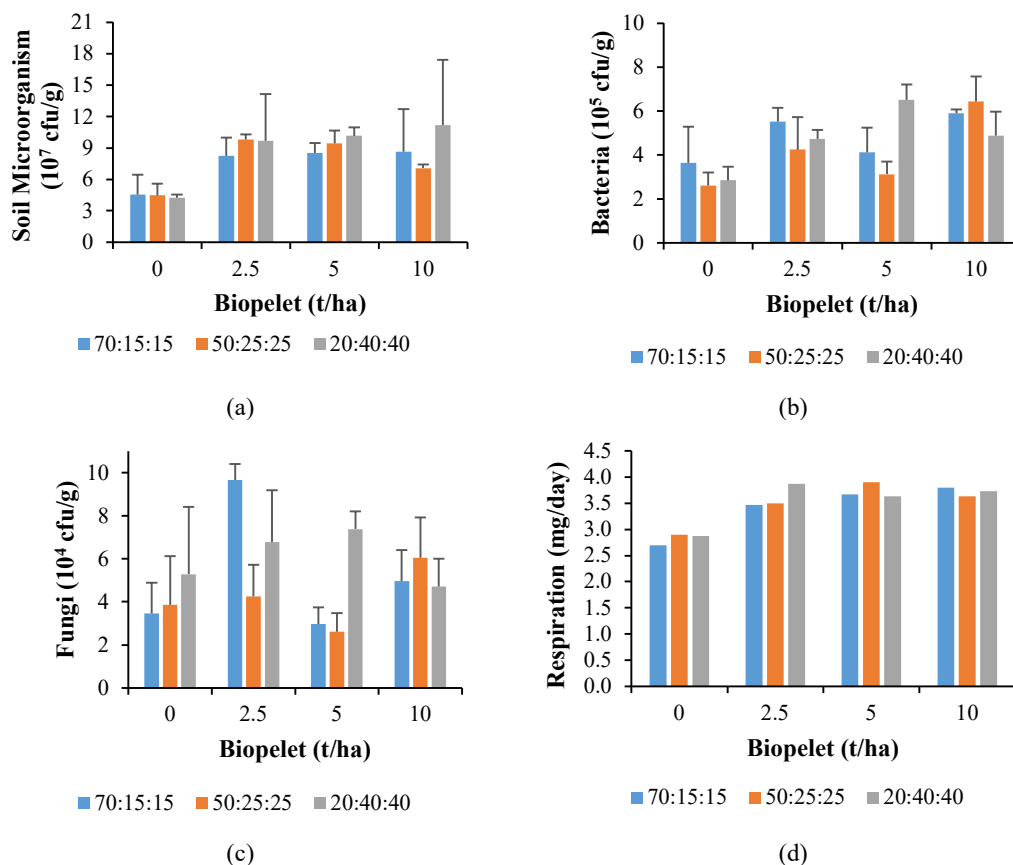 Soil Microorganism
(10⁷ cfu/g)
21
18
15
12
9
6
3
0
0 2.5 5 10
Biopelet (t/ha)
70:15:15 50:25:25 20:40:40
(a)
Bacteria (10⁵ cfu/g)
10
8
6
4
2
0
0 2.5 5 10
Biopelet (t/ha)
70:15:15 50:25:25 20:40:40
(b)
Fungi (10⁴ cfu/g)
10
8
6
4
2
0
0 2.5 5 10
Biopelet (t/ha)
70:15:15 50:25:25 20:40:40
(c)
Respiration (mg/day)
4.5
4.0
3.5
3.0
2.5
2.0
1.5
1.0
0.5
0.0
0 2.5 5 10
Biopelet (t/ha)
70:15:15 50:25:25 20:40:40
(d)